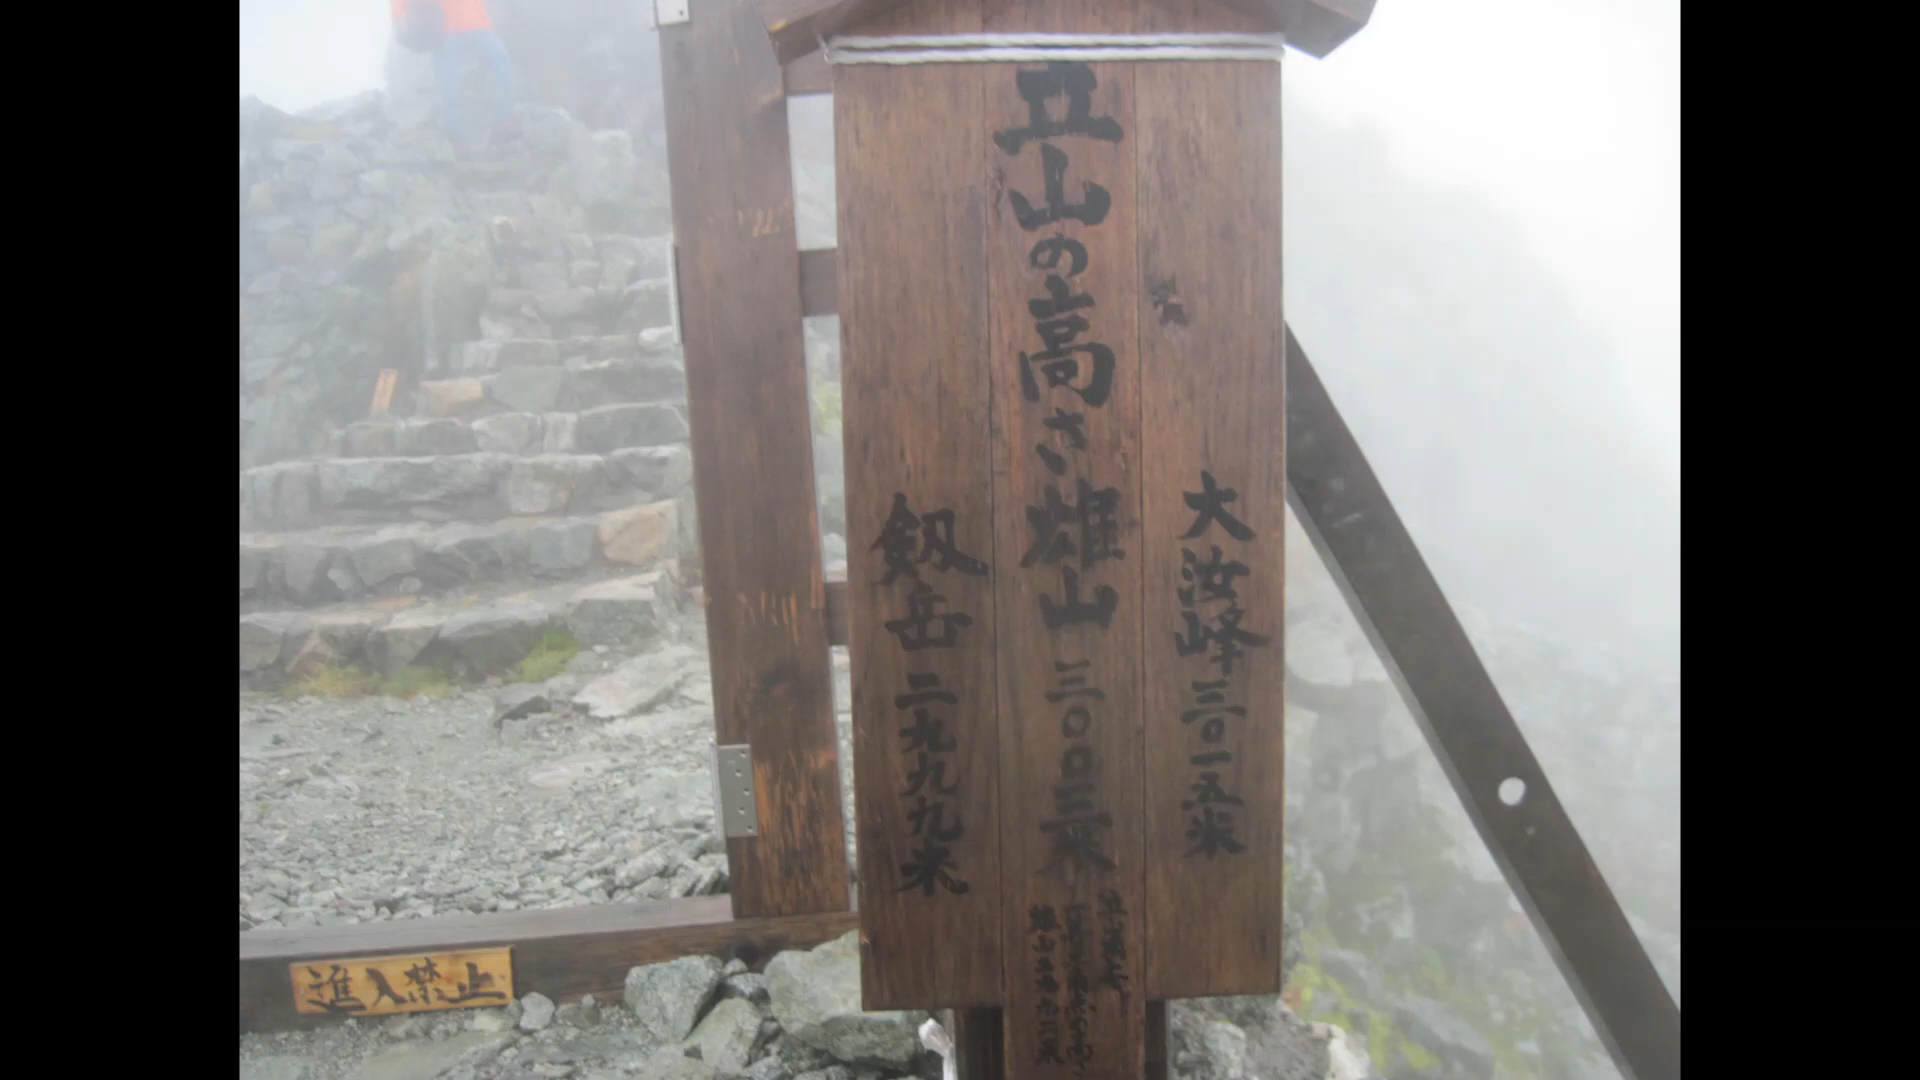 大汝峰三〇一五米
立山の高さ雄山三〇〇三米
剱岳二九九九米
進入禁止